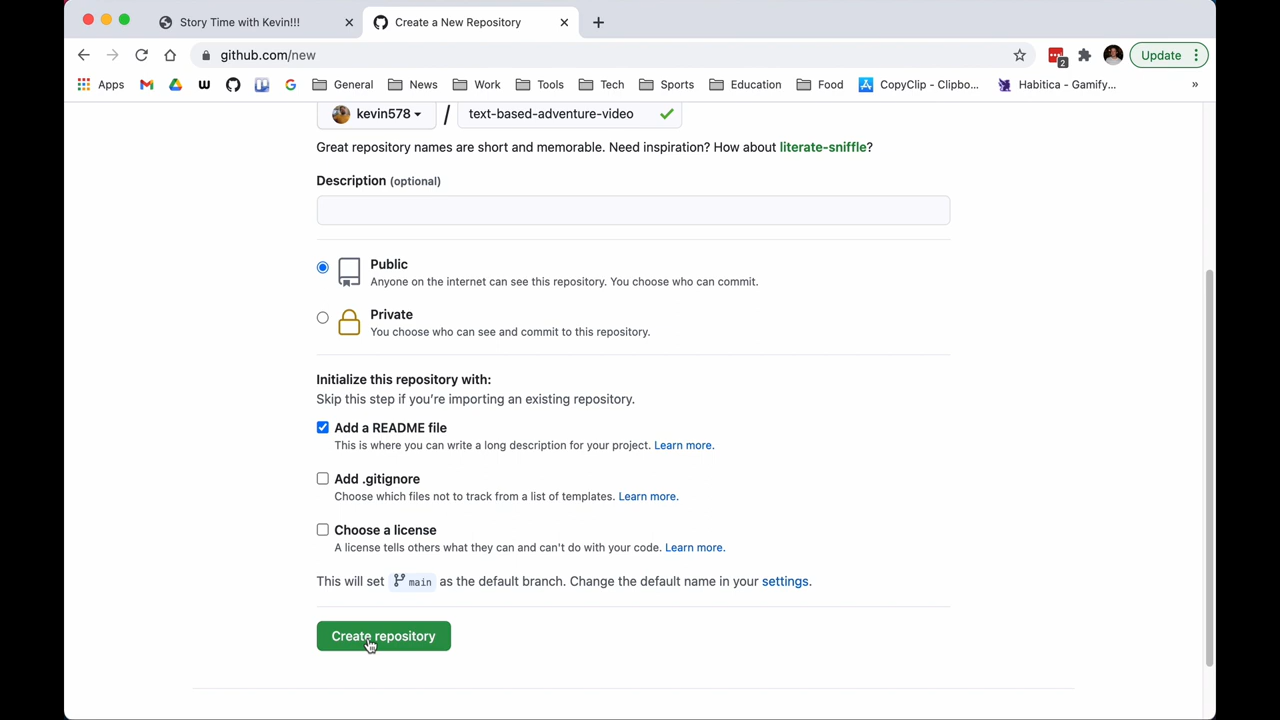 Story Time with Kevin!!!
Create a New Repository
github.com/new
2
Update
Apps
General
News
Work
Tools
Tech
Sports
Education
Food
CopyClip - Clipbo...
Habitica - Gamify...
»
kevin578 / text-based-adventure-video
Great repository names are short and memorable. Need inspiration? How about literate-sniffle?
Description (optional)
Public
Anyone on the internet can see this repository. You choose who can commit.
Private
You choose who can see and commit to this repository.
Initialize this repository with:
Skip this step if you're importing an existing repository.
Add a README file
This is where you can write a long description for your project. Learn more.
Add .gitignore
Choose which files not to track from a list of templates. Learn more.
Choose a license
A license tells others what they can and can't do with your code. Learn more.
This will set main as the default branch. Change the default name in your settings.
Create repository